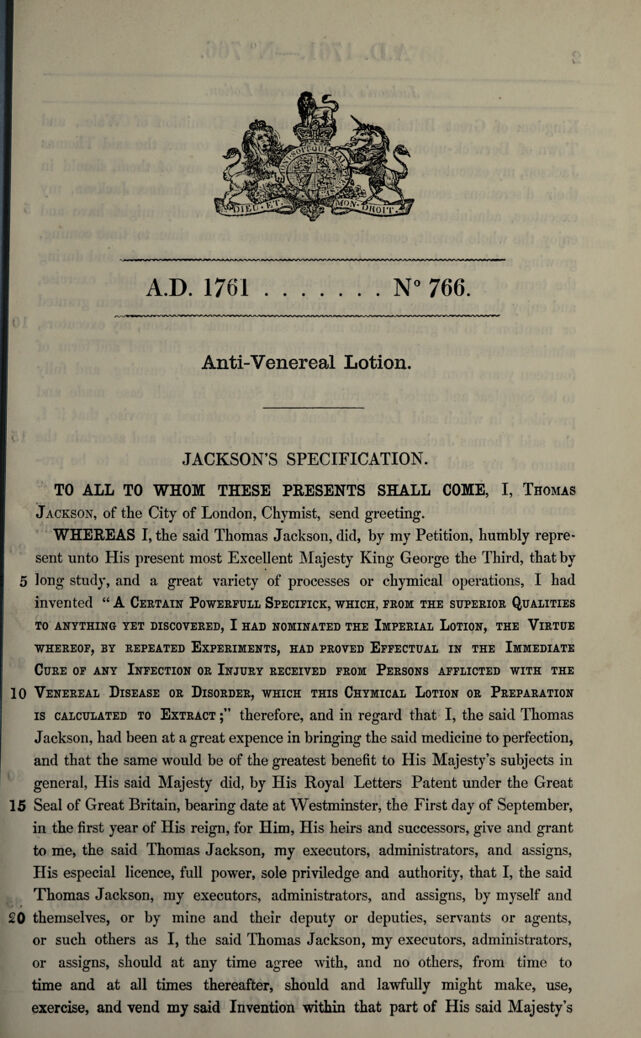 DIEU · ET · MON · DROIT
A.D. 1761 . . . . . . . . N° 766.
Anti-Venereal Lotion.
JACKSON'S SPECIFICATION.
TO ALL TO WHOM THESE PRESENTS SHALL COME, I, THOMAS
JACKSON, of the City of London, Chymist, send greeting.
WHEREAS I, the said Thomas Jackson, did, by my Petition, humbly repre-
sent unto His present most Excellent Majesty King George the Third, that by
5 long study, and a great variety of processes or chymical operations, I had
invented " A CERTAIN POWERFULL SPECIFICK, WHICH, FROM THE SUPERIOR QUALITIES
TO ANYTHING YET DISCOVERED, I HAD NOMINATED THE IMPERIAL LOTION, THE VIRTUE
WHEREOF, BY REPEATED EXPERIMENTS, HAD PROVED EFFECTUAL IN THE IMMEDIATE
CURE OF ANY INFECTION OR INJURY RECEIVED FROM PERSONS AFFLICTED WITH THE
10 VENEREAL DISEASE OR DISORDER, WHICH THIS CHYMICAL LOTION OR PREPARATION
IS CALCULATED TO EXTRACT ;" therefore, and in regard that I, the said Thomas
Jackson, had been at a great expence in bringing the said medicine to perfection,
and that the same would be of the greatest benefit to His Majesty's subjects in
general, His said Majesty did, by His Royal Letters Patent under the Great
15 Seal of Great Britain, bearing date at Westminster, the First day of September,
in the first year of His reign, for Him, His heirs and successors, give and grant
to me, the said Thomas Jackson, my executors, administrators, and assigns,
His especial licence, full power, sole priviledge and authority, that I, the said
Thomas Jackson, my executors, administrators, and assigns, by myself and
20 themselves, or by mine and their deputy or deputies, servants or agents,
or such others as I, the said Thomas Jackson, my executors, administrators,
or assigns, should at any time agree with, and no others, from time to
time and at all times thereafter, should and lawfully might make, use,
exercise, and vend my said Invention within that part of His said Majesty's